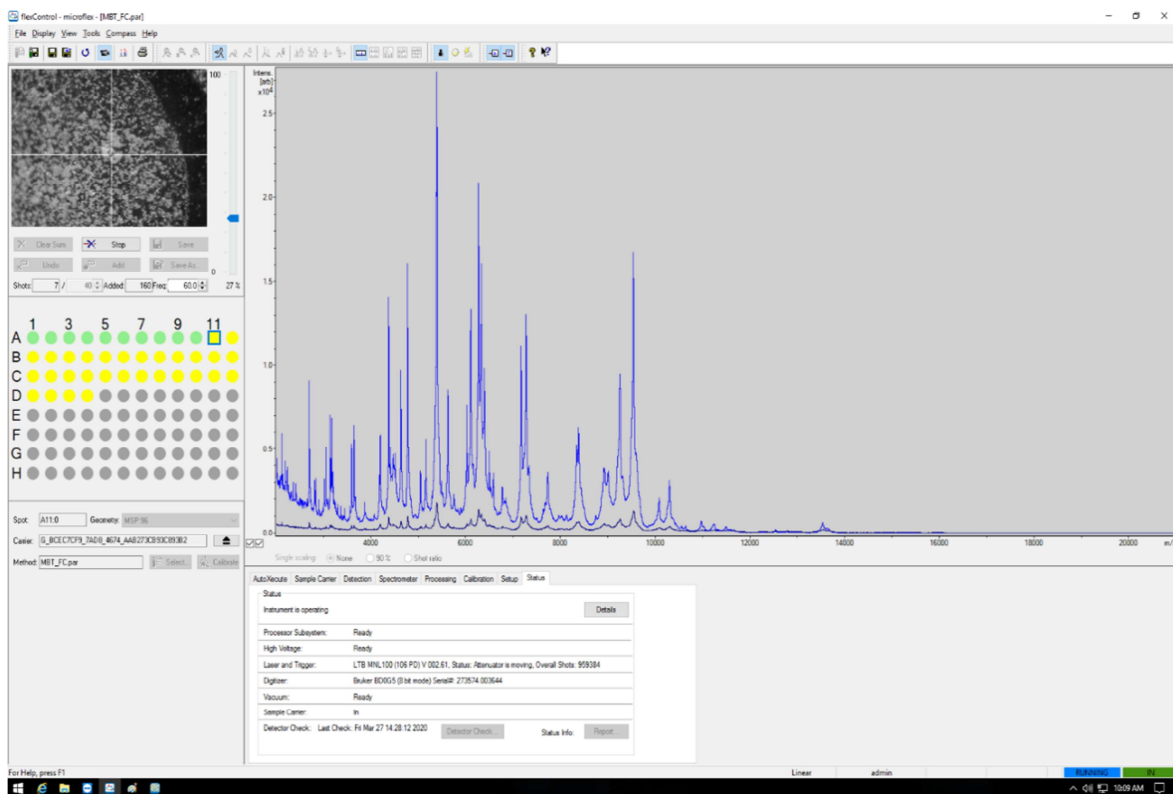 flexControl - microflex - [MBT_FC.par]
File Display View Tools Compass Help
100
0
Clear Sum Stop Save
Undo Add Save As...
Shots: 7 / 40 Added: 160 Freq: 60.0 27 %
1 3 5 7 9 11
A
B
C
D
E
F
G
H
Spot: A11:0 Geometry: MSP 96
Carrier:
Method: MBT_FC.par Select... Calibrate
Intens.
[arb]
x10^4
2.5
2.0
1.5
1.0
0.5
0.0
4000 6000 8000 10000 12000 14000 16000 18000 20000 m/
Single scaling: None 90 % Shot ratio
AutoXecute Sample Carrier Detection Spectrometer Processing Calibration Setup Status
Status
Instrument is operating Details
Processor Subsystem: Ready
High Voltage: Ready
Laser and Trigger: LTB MNL100 (106 PD) V 002.61, Status: Attenuator is moving, Overall Shots: 959384
Digitizer: Bruker BD0G5 (8 bit mode) Serial#: 273574.003644
Vacuum: Ready
Sample Carrier: In
Detector Check: Last Check: Fri Mar 27 14:28:12 2020 Detector Check... Status Info: Report...
For Help, press F1 Linear admin RUNNING IN
10:09 AM